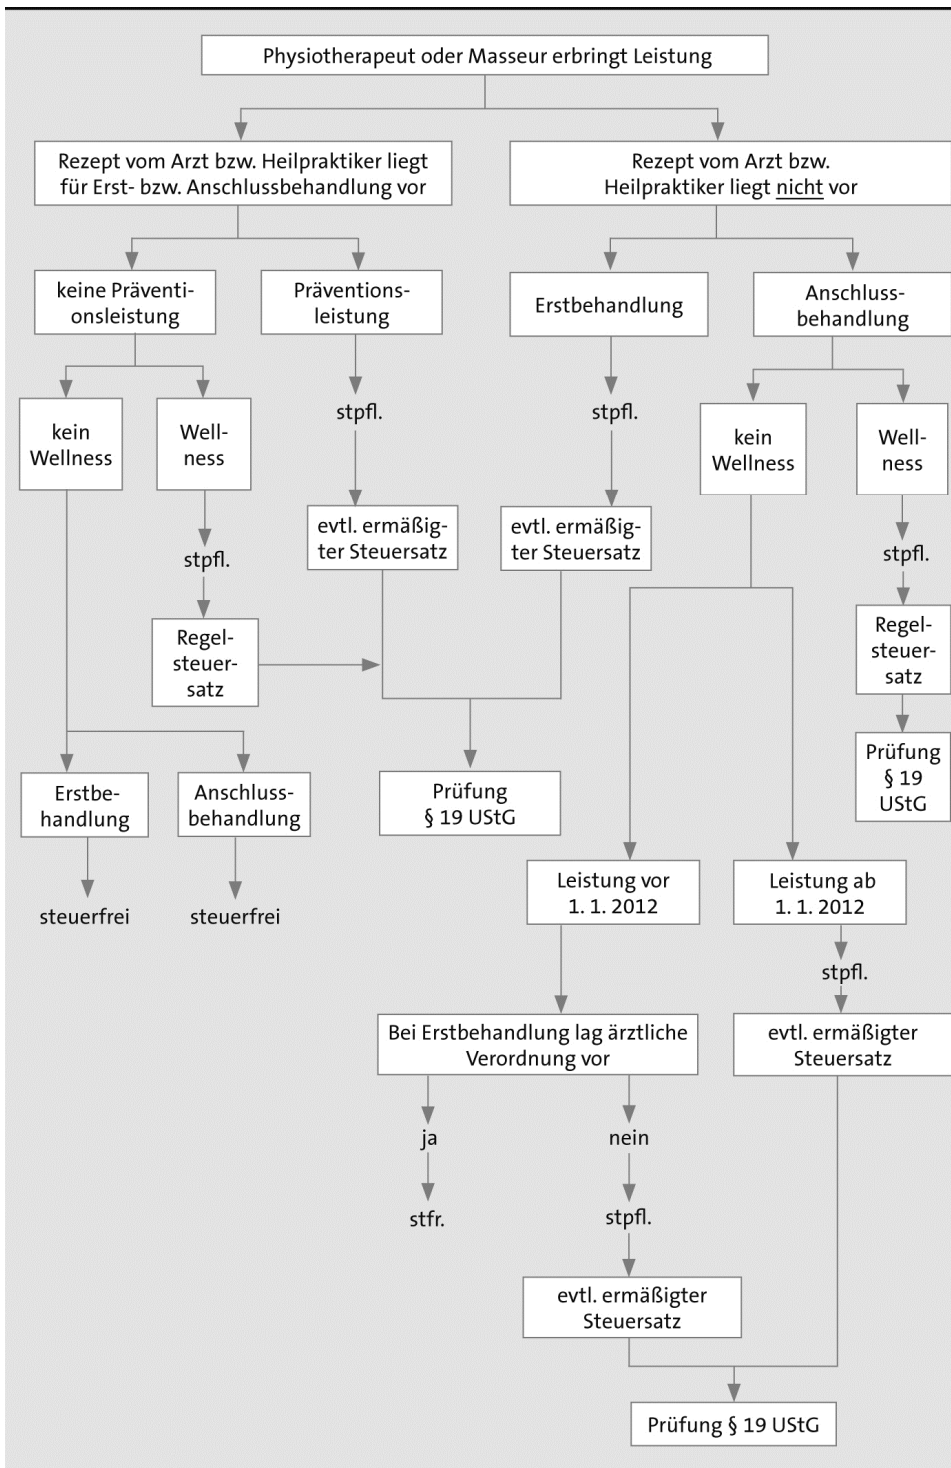 Physiotherapeut oder Masseur erbringt Leistung
Rezept vom Arzt bzw. Heilpraktiker liegt
für Erst- bzw. Anschlussbehandlung vor
Rezept vom Arzt bzw.
Heilpraktiker liegt nicht vor
keine Präventi-
onsleistung
Präventions-
leistung
Erstbehandlung
Anschluss-
behandlung
kein
Wellness
Well-
ness
stpfl.
stpfl.
kein
Wellness
Well-
ness
stpfl.
evtl. ermäßig-
ter Steuersatz
evtl. ermäßig-
ter Steuersatz
stpfl.
Regel-
steuer-
satz
Regel-
steuer-
satz
Erstbe-
handlung
Anschluss-
behandlung
Prüfung
§ 19 UStG
Prüfung
§ 19
UStG
steuerfrei
steuerfrei
Leistung vor
1. 1. 2012
Leistung ab
1. 1. 2012
stpfl.
Bei Erstbehandlung lag ärztliche
Verordnung vor
evtl. ermäßigter
Steuersatz
ja
nein
stfr.
stpfl.
evtl. ermäßigter
Steuersatz
Prüfung § 19 UStG